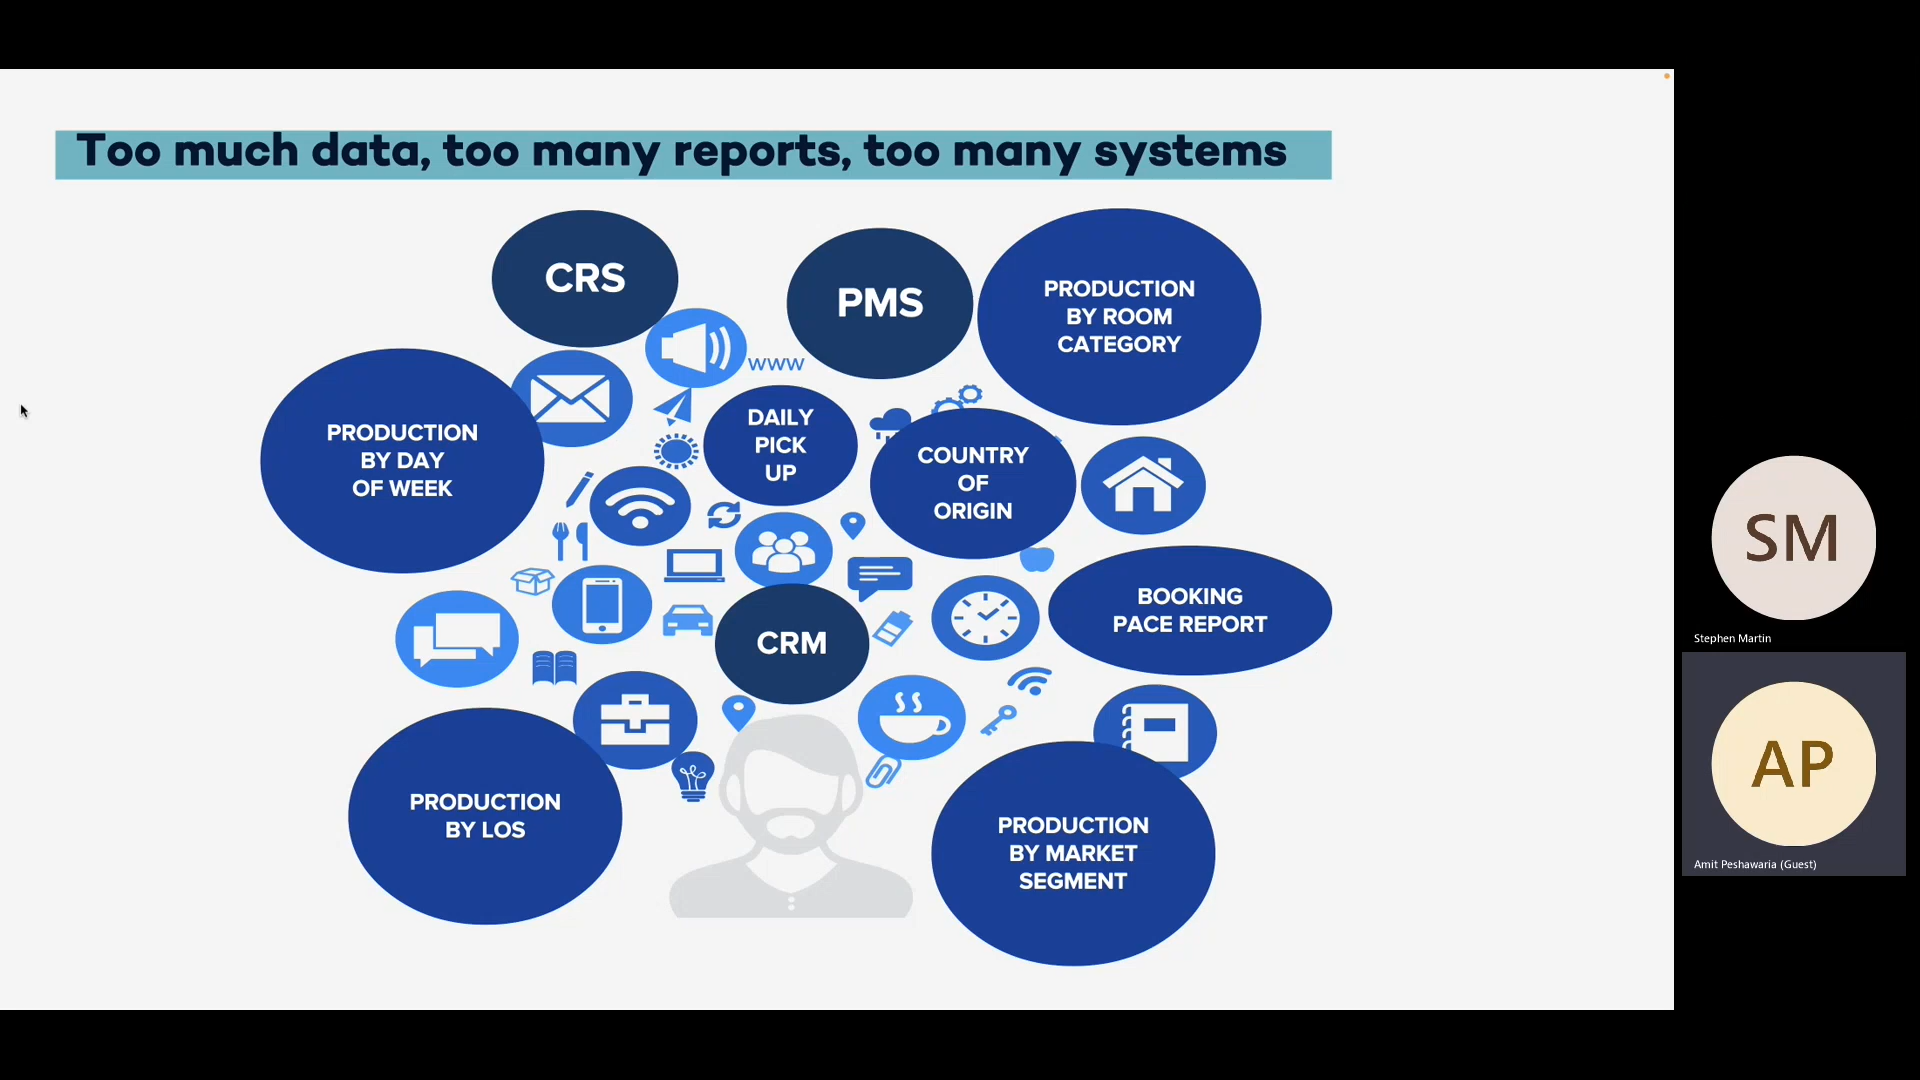 Too much data, too many reports, too many systems
CRS
PMS
PRODUCTION
BY ROOM
CATEGORY
www
PRODUCTION
BY DAY
OF WEEK
DAILY
PICK
UP
COUNTRY
OF
ORIGIN
BOOKING
PACE REPORT
CRM
PRODUCTION
BY LOS
PRODUCTION
BY MARKET
SEGMENT
SM
Stephen Martin
AP
Amit Peshawaria (Guest)